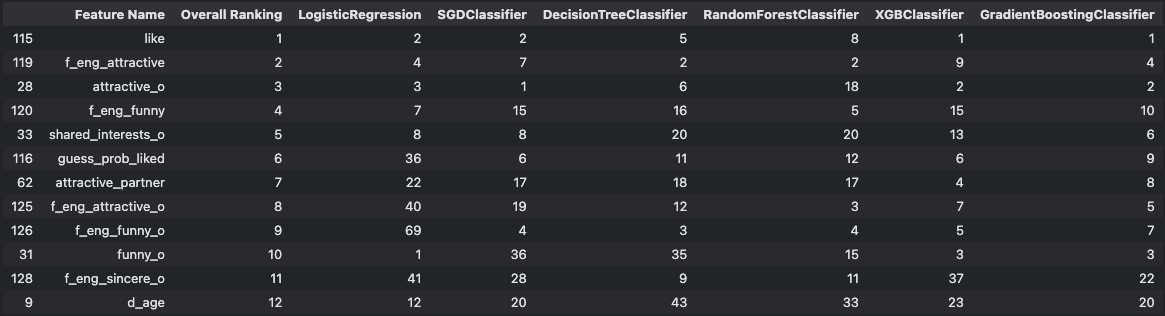 Feature Name Overall Ranking LogisticRegression SGDClassifier DecisionTreeClassifier RandomForestClassifier XGBClassifier GradientBoostingClassifier
115 like 1 2 2 5 8 1 1
119 f_eng_attractive 2 4 7 2 2 9 4
28 attractive_o 3 3 1 6 18 2 2
120 f_eng_funny 4 7 15 16 5 15 10
33 shared_interests_o 5 8 8 20 20 13 6
116 guess_prob_liked 6 36 6 11 12 6 9
62 attractive_partner 7 22 17 18 17 4 8
125 f_eng_attractive_o 8 40 19 12 3 7 5
126 f_eng_funny_o 9 69 4 3 4 5 7
31 funny_o 10 1 36 35 15 3 3
128 f_eng_sincere_o 11 41 28 9 11 37 22
9 d_age 12 12 20 43 33 23 20